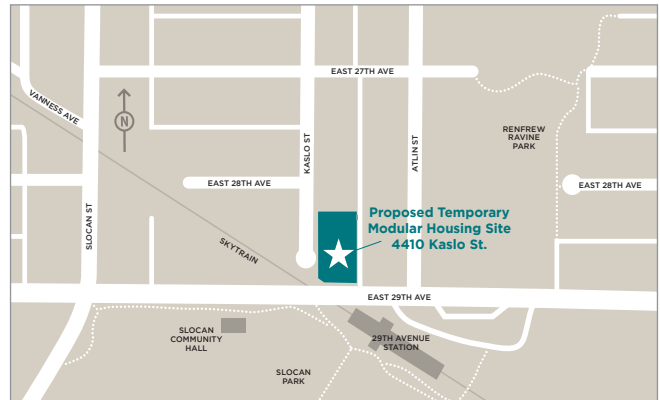 EAST 27TH AVE
VANNESS AVE
N
RENFREW
RAVINE
PARK
KASLO ST
ATLIN ST
EAST 28TH AVE
EAST 28TH AVE
SLOCAN ST
Proposed Temporary
Modular Housing Site
4410 Kaslo St.
SKYTRAIN
EAST 29TH AVE
SLOCAN
COMMUNITY
HALL
29TH AVENUE
STATION
SLOCAN
PARK